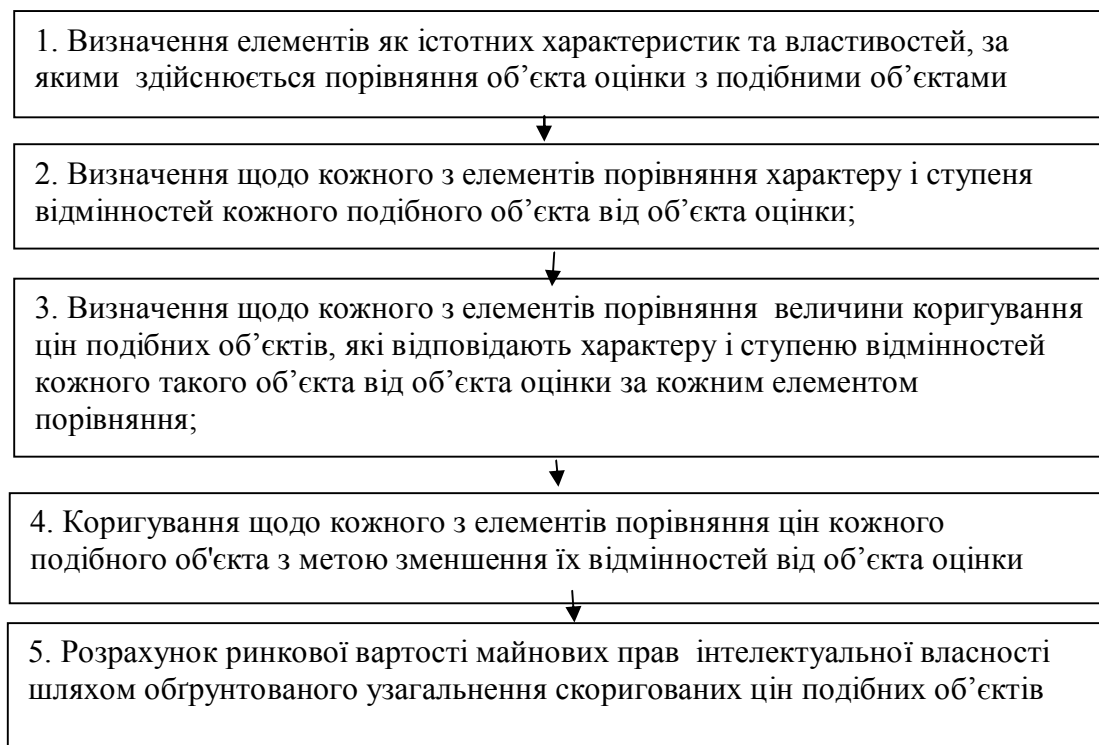 1. Визначення елементів як істотних характеристик та властивостей, за
якими здійснюється порівняння об’єкта оцінки з подібними об’єктами
2. Визначення щодо кожного з елементів порівняння характеру і ступеня
відмінностей кожного подібного об’єкта від об’єкта оцінки;
3. Визначення щодо кожного з елементів порівняння величини коригування
цін подібних об’єктів, які відповідають характеру і ступеню відмінностей
кожного такого об’єкта від об’єкта оцінки за кожним елементом
порівняння;
4. Коригування щодо кожного з елементів порівняння цін кожного
подібного об'єкта з метою зменшення їх відмінностей від об’єкта оцінки
5. Розрахунок ринкової вартості майнових прав інтелектуальної власності
шляхом обґрунтованого узагальнення скоригованих цін подібних об’єктів